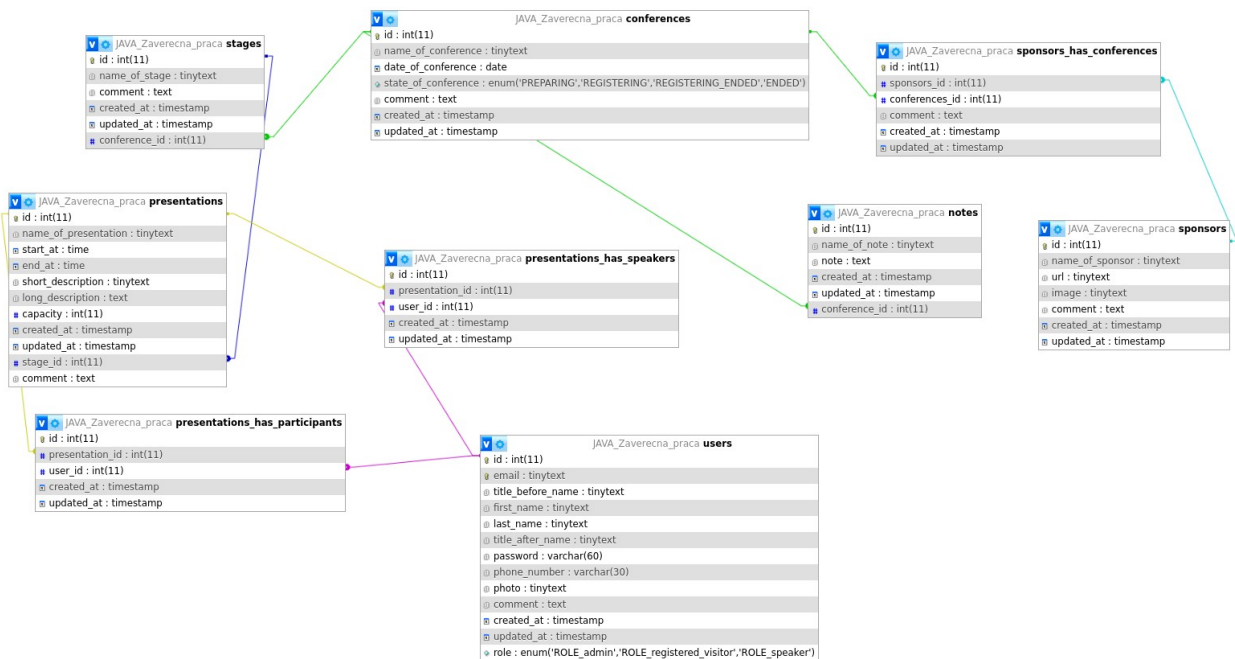 JAVA_Zaverecna_praca conferences
id : int(11)
name_of_conference : tinytext
date_of_conference : date
state_of_conference : enum('PREPARING','REGISTERING','REGISTERING_ENDED','ENDED')
comment : text
created_at : timestamp
updated_at : timestamp
JAVA_Zaverecna_praca stages
id : int(11)
name_of_stage : tinytext
comment : text
created_at : timestamp
updated_at : timestamp
conference_id : int(11)
JAVA_Zaverecna_praca sponsors_has_conferences
id : int(11)
sponsors_id : int(11)
conferences_id : int(11)
comment : text
created_at : timestamp
updated_at : timestamp
JAVA_Zaverecna_praca presentations
id : int(11)
name_of_presentation : tinytext
start_at : time
end_at : time
short_description : tinytext
long_description : text
capacity : int(11)
created_at : timestamp
updated_at : timestamp
stage_id : int(11)
comment : text
JAVA_Zaverecna_praca presentations_has_speakers
id : int(11)
presentation_id : int(11)
user_id : int(11)
created_at : timestamp
updated_at : timestamp
JAVA_Zaverecna_praca notes
id : int(11)
name_of_note : tinytext
note : text
created_at : timestamp
updated_at : timestamp
conference_id : int(11)
JAVA_Zaverecna_praca sponsors
id : int(11)
name_of_sponsor : tinytext
url : tinytext
image : tinytext
comment : text
created_at : timestamp
updated_at : timestamp
JAVA_Zaverecna_praca presentations_has_participants
id : int(11)
presentation_id : int(11)
user_id : int(11)
created_at : timestamp
updated_at : timestamp
JAVA_Zaverecna_praca users
id : int(11)
email : tinytext
title_before_name : tinytext
first_name : tinytext
last_name : tinytext
title_after_name : tinytext
password : varchar(60)
phone_number : varchar(30)
photo : tinytext
comment : text
created_at : timestamp
updated_at : timestamp
role : enum('ROLE_admin','ROLE_registered_visitor','ROLE_speaker')